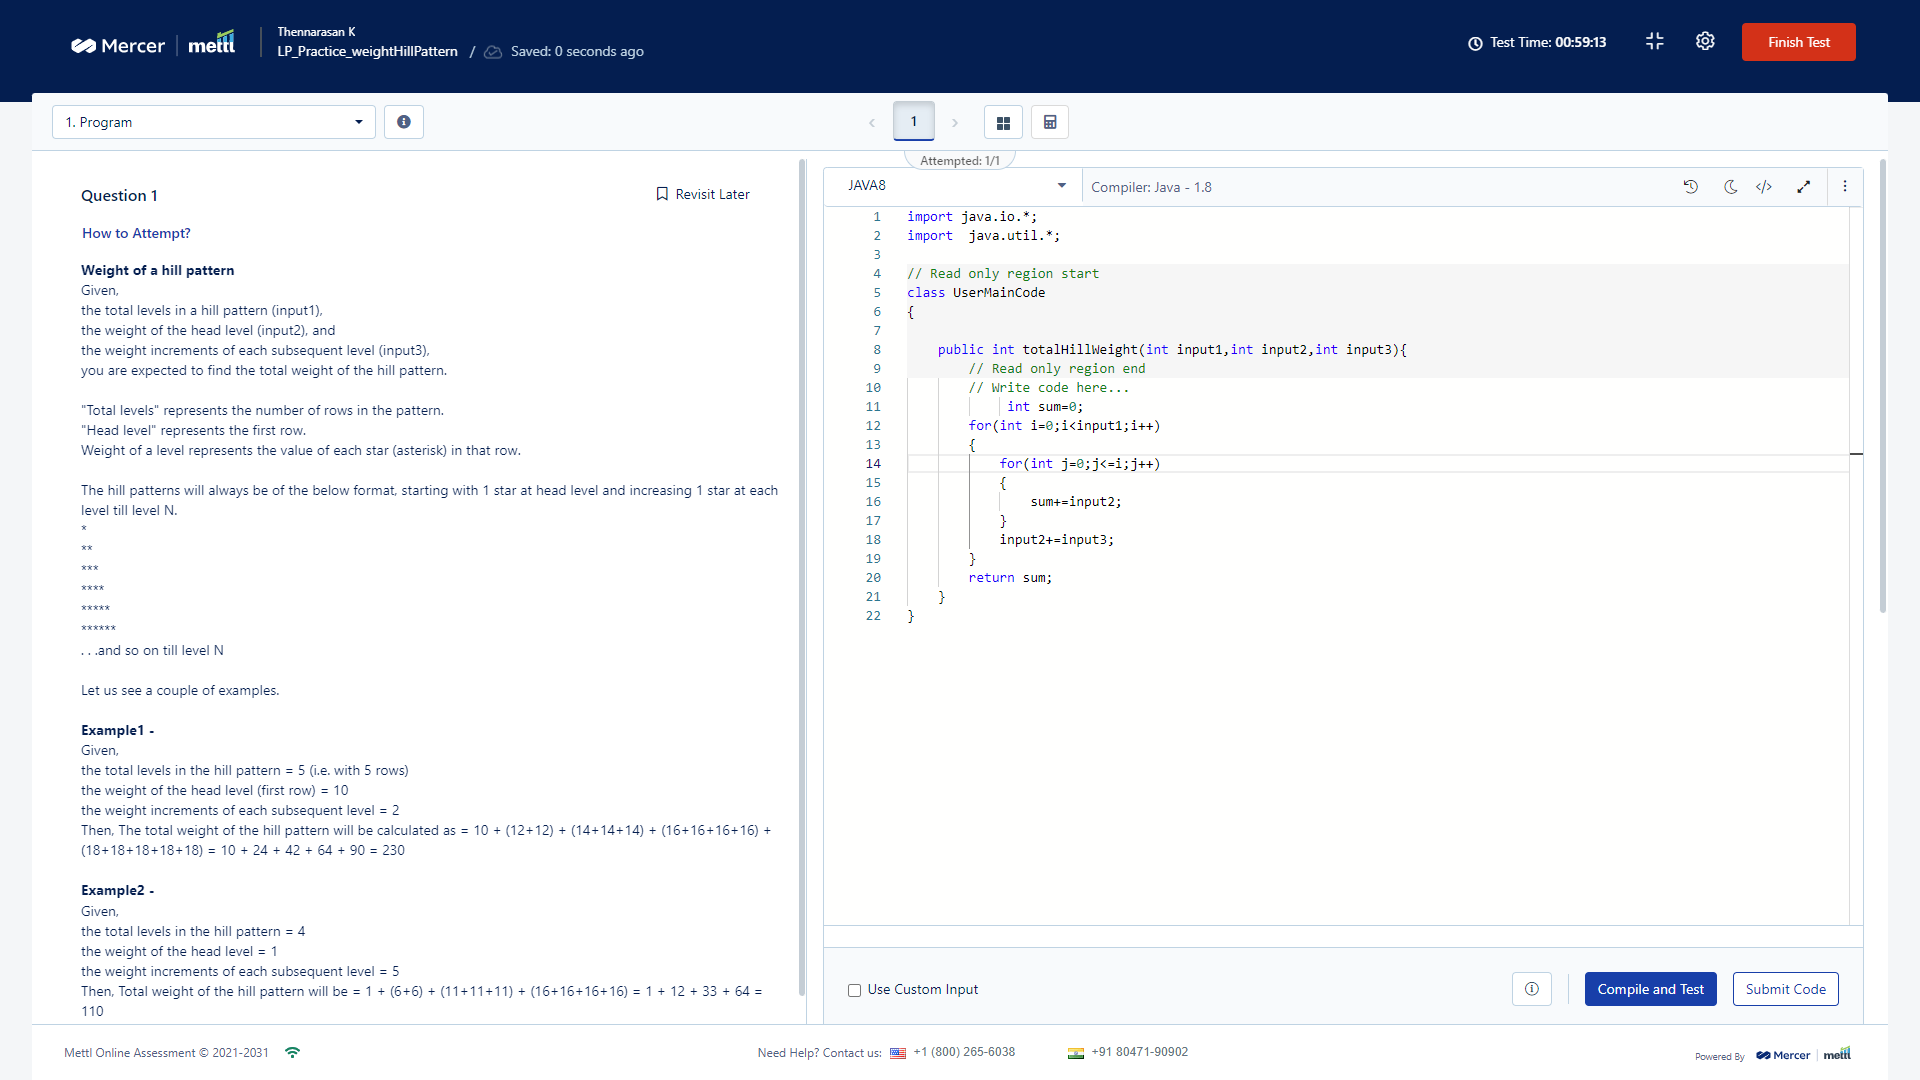 Mercer | mettl
Thennarasan K
LP_Practice_weightHillPattern / Saved: 0 seconds ago
Test Time: 00:59:13
Finish Test
1. Program
1
Attempted: 1/1
Question 1
Revisit Later
How to Attempt?
Weight of a hill pattern
Given,
the total levels in a hill pattern (input1),
the weight of the head level (input2), and
the weight increments of each subsequent level (input3),
you are expected to find the total weight of the hill pattern.
"Total levels" represents the number of rows in the pattern.
"Head level" represents the first row.
Weight of a level represents the value of each star (asterisk) in that row.
The hill patterns will always be of the below format, starting with 1 star at head level and increasing 1 star at each
level till level N.
*
**
***
****
*****
******
. . .and so on till level N
Let us see a couple of examples.
Example1 -
Given,
the total levels in the hill pattern = 5 (i.e. with 5 rows)
the weight of the head level (first row) = 10
the weight increments of each subsequent level = 2
Then, The total weight of the hill pattern will be calculated as = 10 + (12+12) + (14+14+14) + (16+16+16+16) +
(18+18+18+18+18) = 10 + 24 + 42 + 64 + 90 = 230
Example2 -
Given,
the total levels in the hill pattern = 4
the weight of the head level = 1
the weight increments of each subsequent level = 5
Then, Total weight of the hill pattern will be = 1 + (6+6) + (11+11+11) + (16+16+16+16) = 1 + 12 + 33 + 64 =
110
JAVA8
Compiler: Java - 1.8
1 import java.io.*;
2 import  java.util.*;
3
4 // Read only region start
5 class UserMainCode
6 {
7
8     public int totalHillWeight(int input1,int input2,int input3){
9         // Read only region end
10         // Write code here...
11              int sum=0;
12         for(int i=0;i<input1;i++)
13         {
14             for(int j=0;j<=i;j++)
15             {
16                 sum+=input2;
17             }
18             input2+=input3;
19         }
20         return sum;
21     }
22 }
Use Custom Input
Compile and Test
Submit Code
Mettl Online Assessment © 2021-2031
Need Help? Contact us: +1 (800) 265-6038
+91 80471-90902
Powered By Mercer | mettl